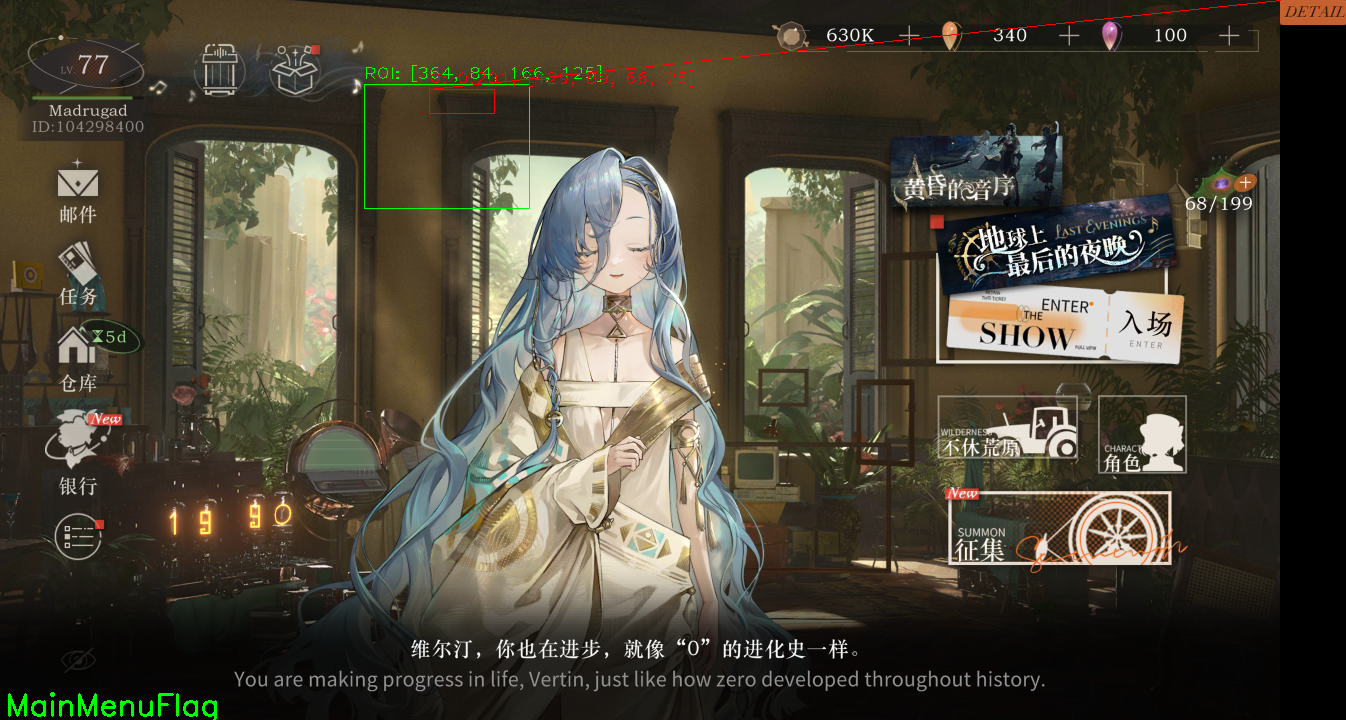 DETAIL
630K
340
100
LV. 77
ROI: [364, 84, 166, 125]
Madrugad
ID:104298400
邮件
黄昏的音序
68/199
LAST EVENINGS
地球上
最后的夜晚
任务
ENTER
THE
SHOW
FULL VIEW
入场
ENTER
5d
仓库
New
WILDERNESS
不休荒原
CHARACT
角色
银行
New
SUMMON
征集
1990
维尔汀，你也在进步，就像“0”的进化史一样。
You are making progress in life, Vertin, just like how zero developed throughout history.
MainMenuFlag